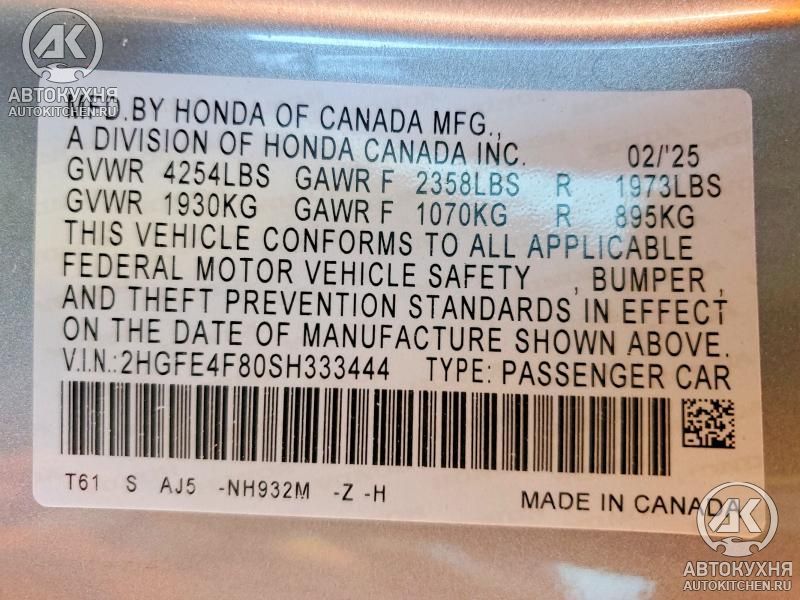 АК
АВТОКУХНЯ
AUTOKITCHEN.RU
MFD. BY HONDA OF CANADA MFG.,
A DIVISION OF HONDA CANADA INC. 02/'25
GVWR 4254LBS GAWR F 2358LBS R 1973LBS
GVWR 1930KG GAWR F 1070KG R 895KG
THIS VEHICLE CONFORMS TO ALL APPLICABLE
FEDERAL MOTOR VEHICLE SAFETY , BUMPER ,
AND THEFT PREVENTION STANDARDS IN EFFECT
ON THE DATE OF MANUFACTURE SHOWN ABOVE.
V.I.N.:2HGFE4F80SH333444 TYPE: PASSENGER CAR
T61 S AJ5 -NH932M -Z -H
MADE IN CANADA
АК
АВТОКУХНЯ
AUTOKITCHEN.RU